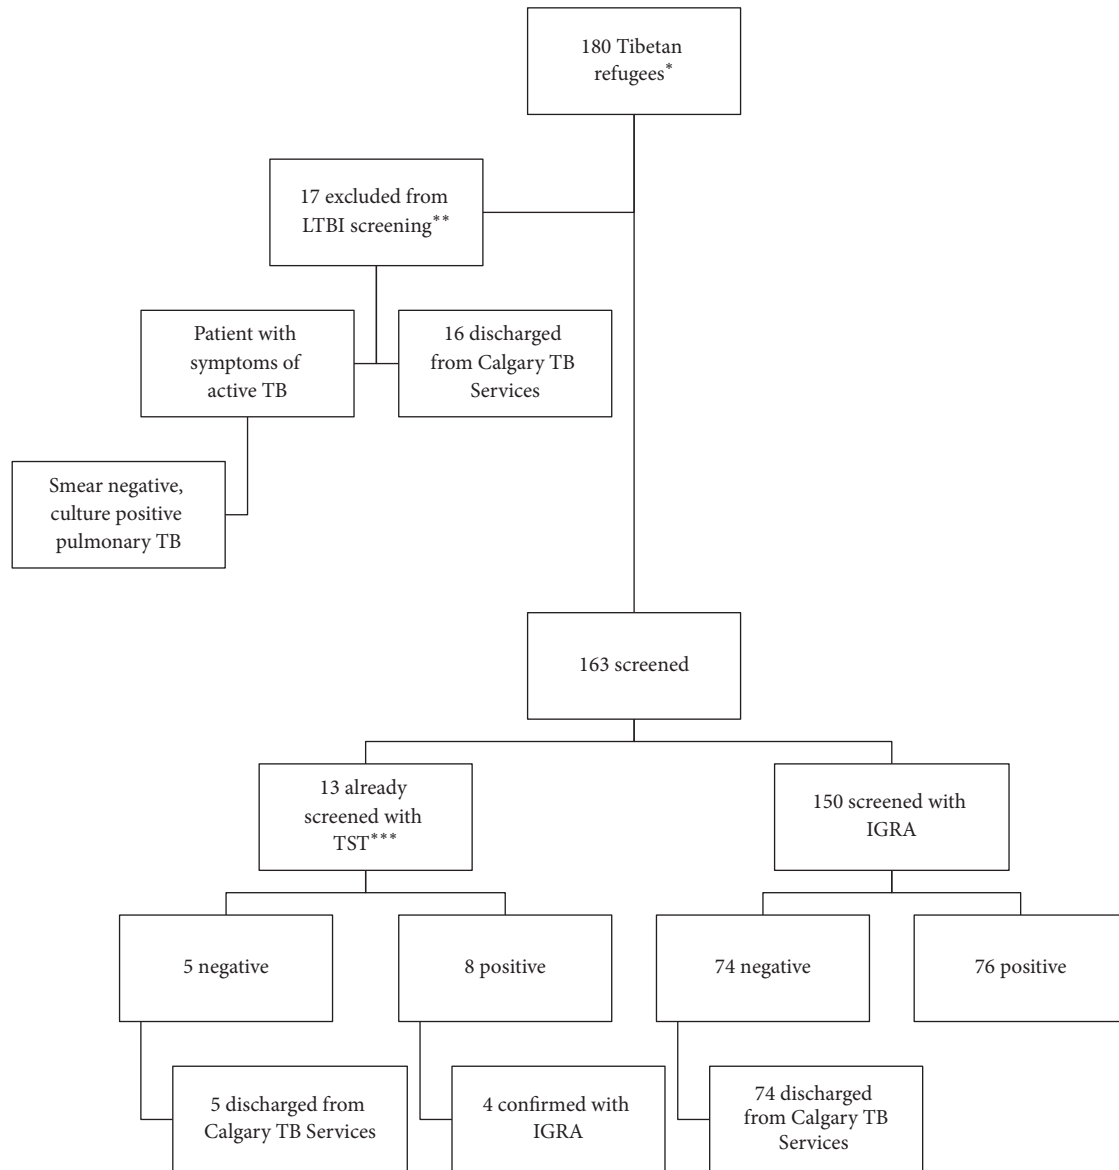 180 Tibetan
refugees*
17 excluded from
LTBI screening**
Patient with
symptoms of
active TB
16 discharged
from Calgary TB
Services
Smear negative,
culture positive
pulmonary TB
163 screened
13 already
screened with
TST***
150 screened with
IGRA
5 negative
8 positive
74 negative
76 positive
5 discharged from
Calgary TB Services
4 confirmed with
IGRA
74 discharged
from Calgary TB
Services